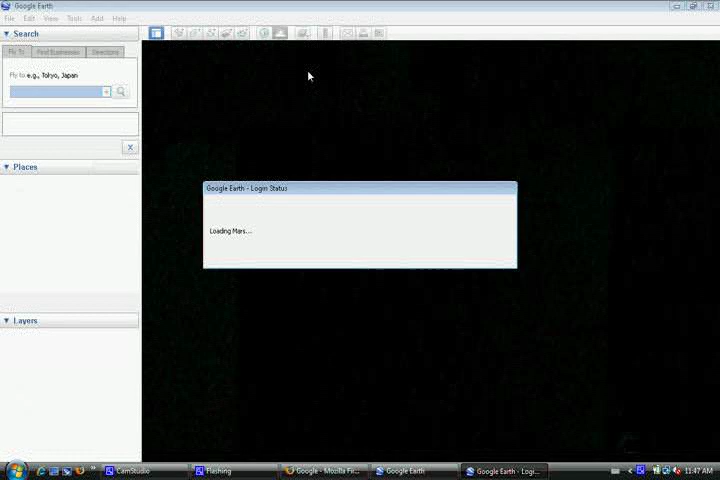 Google Earth
File Edit View Tools Add Help
Search
Fly To Find Businesses Directions
Fly to e.g., Tokyo, Japan
X
Places
Layers
Google Earth - Login Status
Loading Mars...
CamStudio
Flashing
Google - Mozilla Fir...
Google Earth
Google Earth - Logi...
11:47 AM